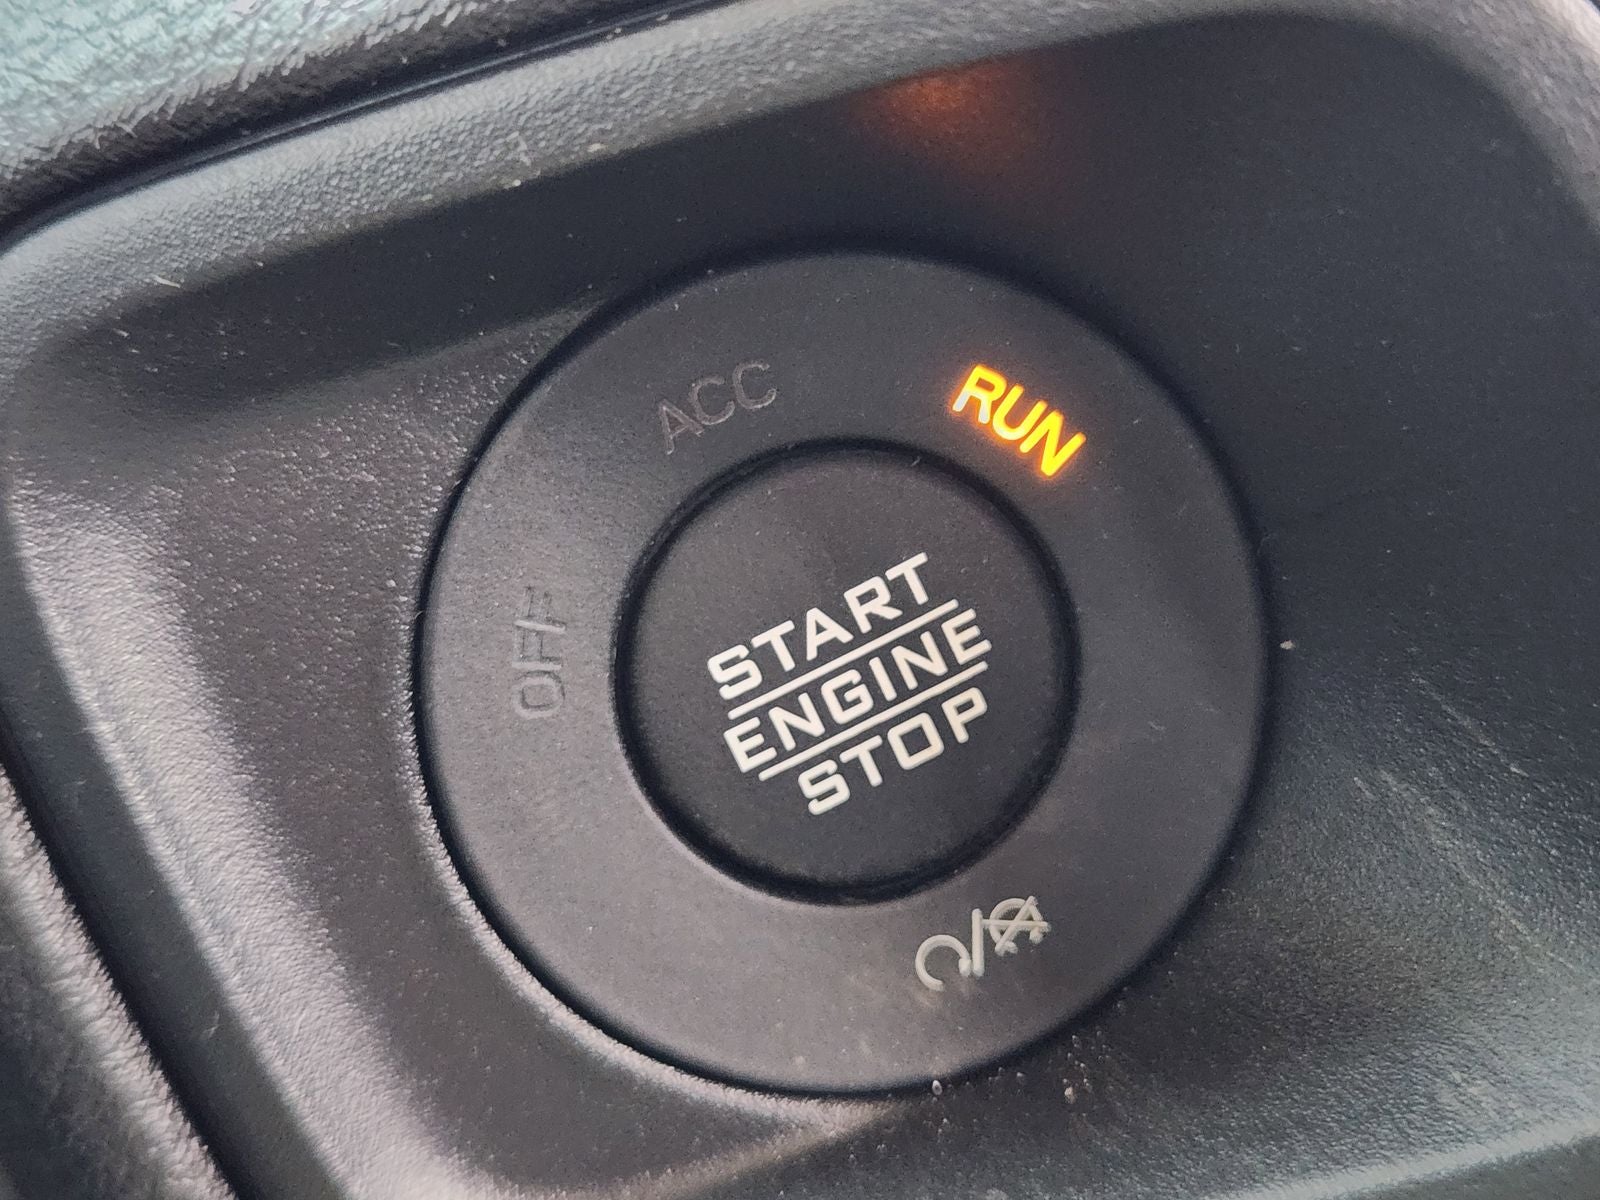 ACC
RUN
OFF
START
ENGINE
STOP